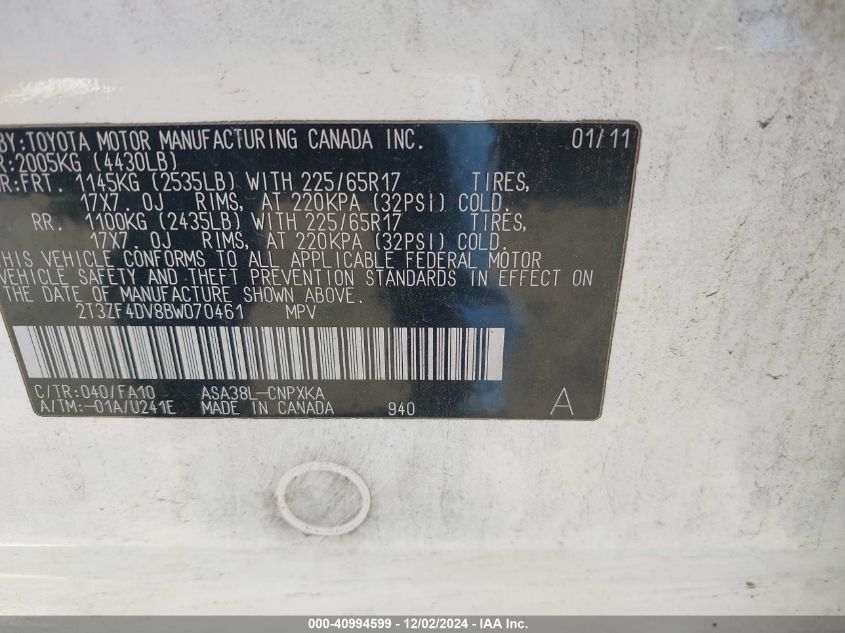 BY: TOYOTA MOTOR MANUFACTURING CANADA INC. 01/11
R: 2005KG (4430LB)
R: FRT. 1145KG (2535LB) WITH 225/65R17 TIRES,
17X7.0J RIMS, AT 220KPA (32PSI) COLD.
RR. 1100KG (2435LB) WITH 225/65R17 TIRES,
17X7.0J RIMS, AT 220KPA (32PSI) COLD.
THIS VEHICLE CONFORMS TO ALL APPLICABLE FEDERAL MOTOR
VEHICLE SAFETY AND THEFT PREVENTION STANDARDS IN EFFECT ON
THE DATE OF MANUFACTURE SHOWN ABOVE.
2T3ZF4DV8BW070461 MPV
C/TR: 040/FA10 ASA38L-CNPXKA
A/TM: -01A/U241E MADE IN CANADA 940 A
000-40994599 - 12/02/2024 - IAA Inc.